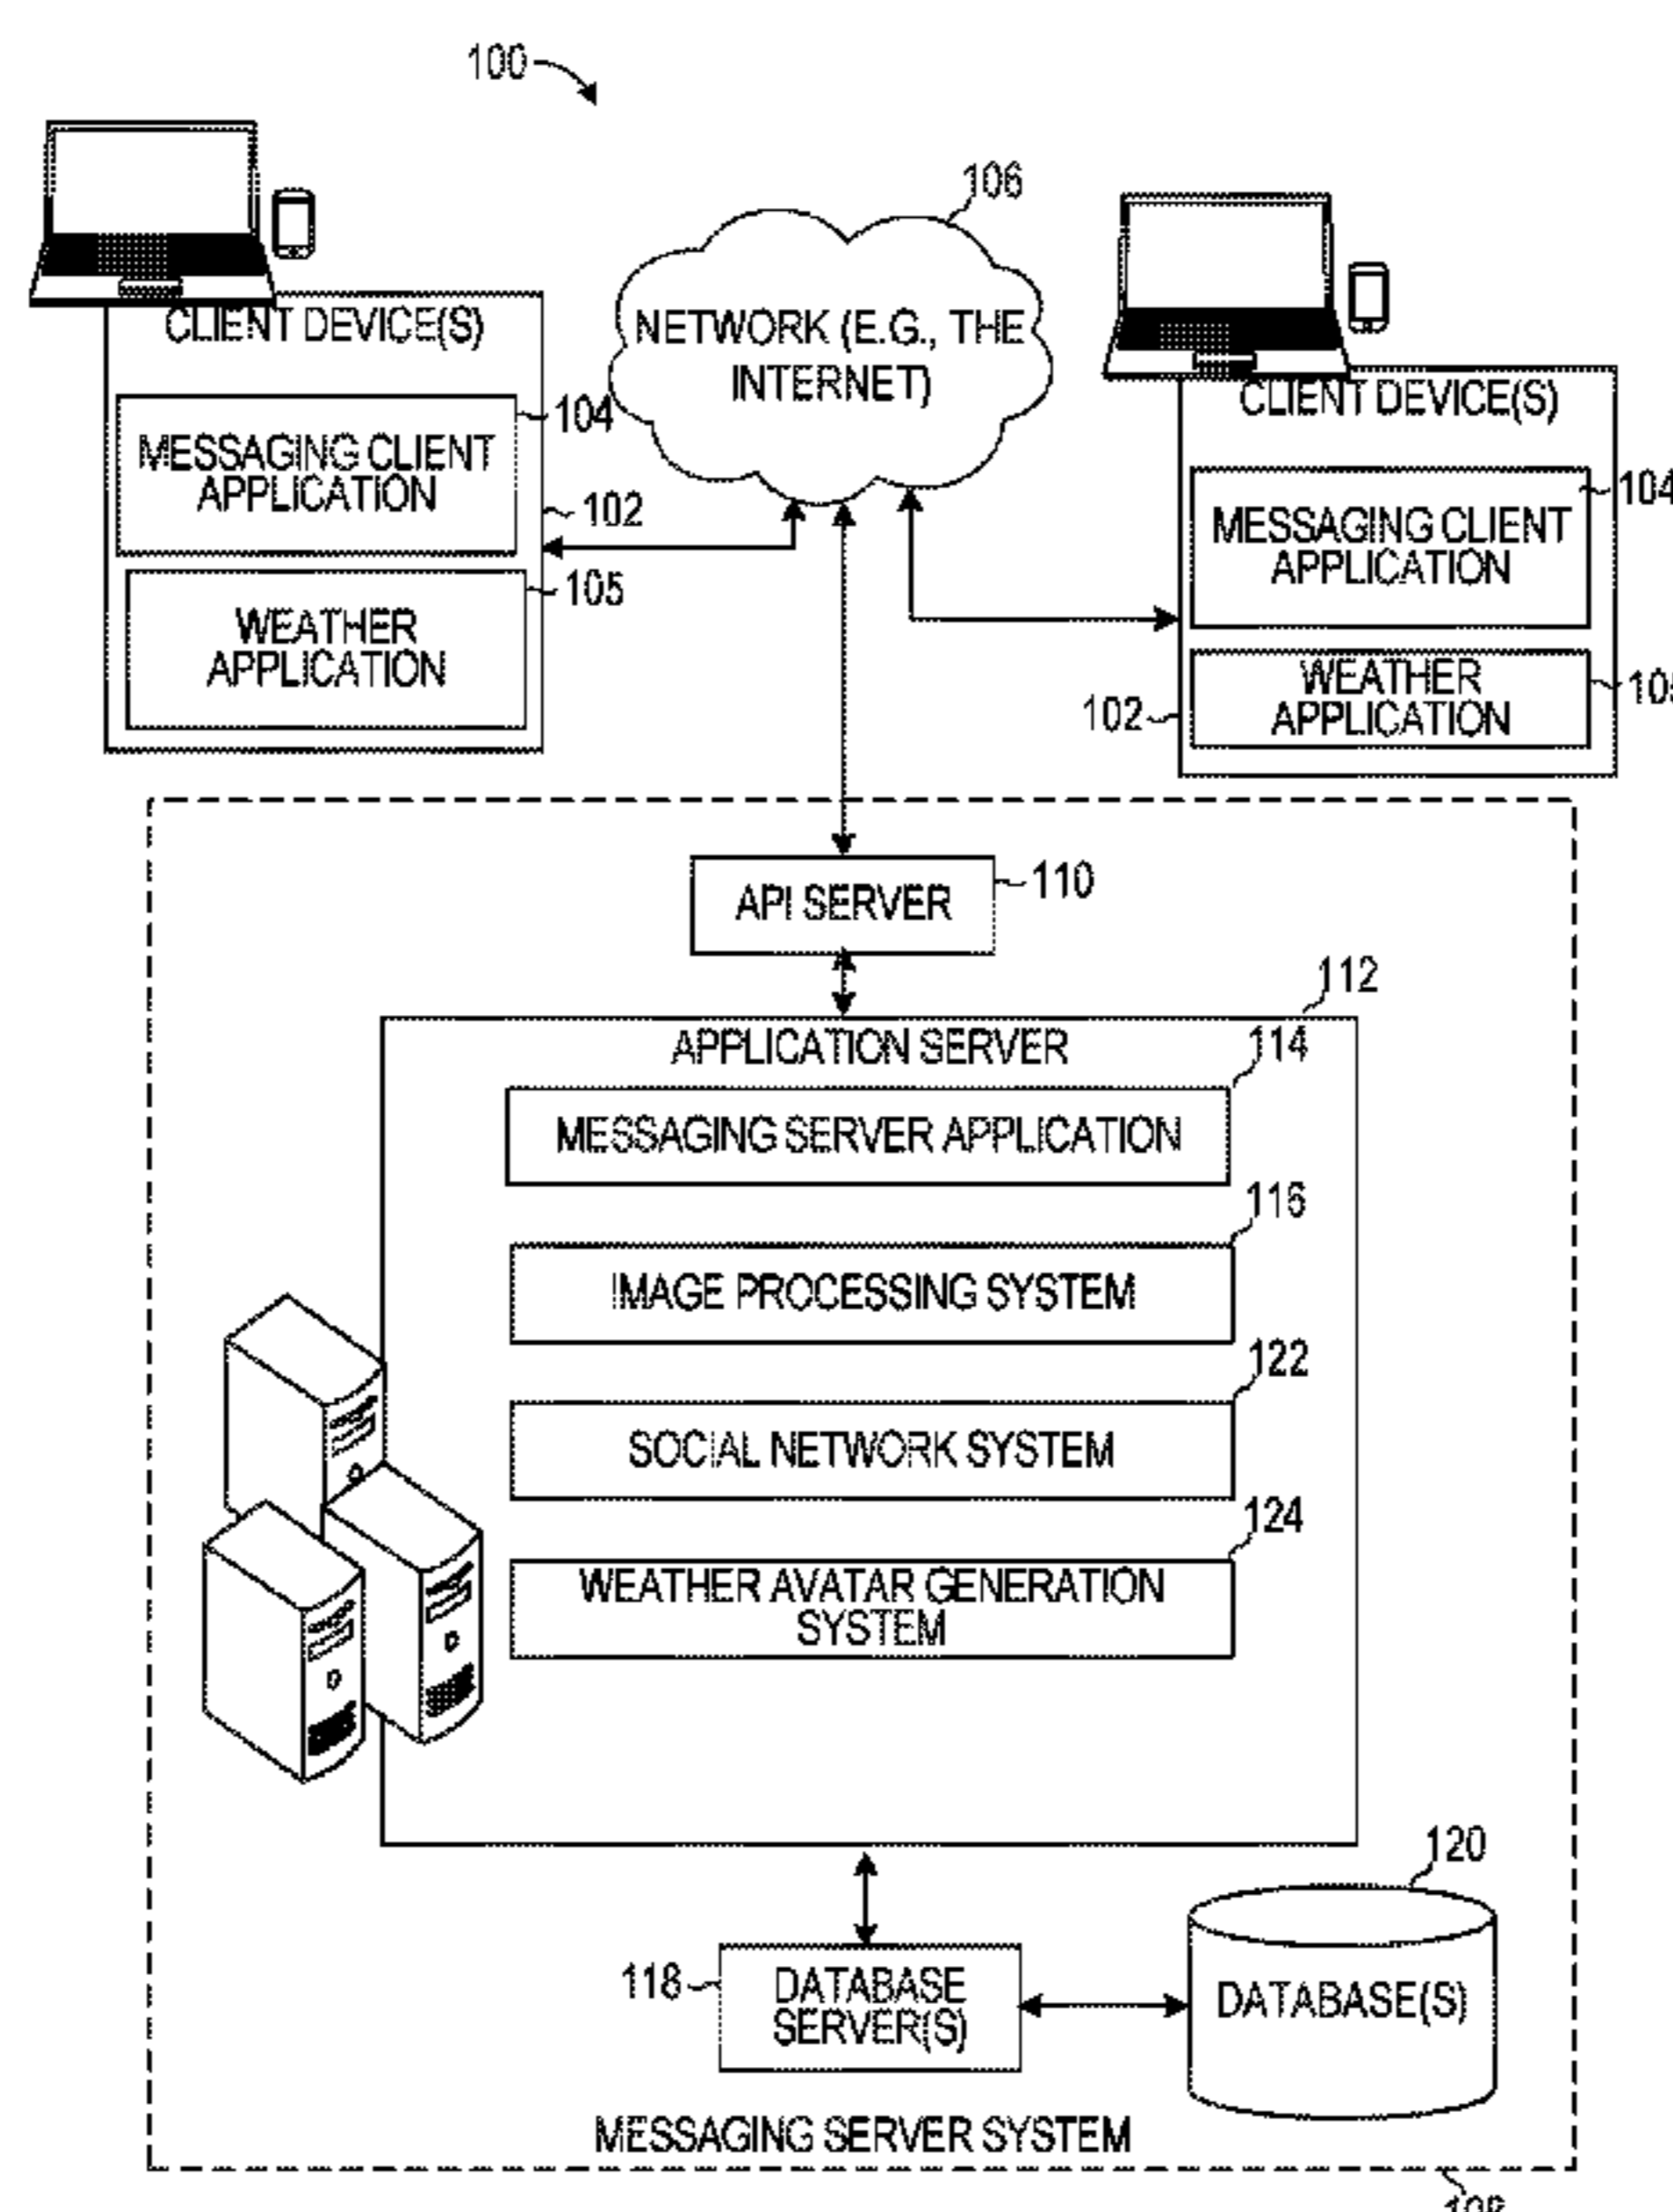 100
106
NETWORK (E.G., THE
INTERNET)
CLIENT DEVICE(S)
104
MESSAGING CLIENT
APPLICATION
102
105
WEATHER
APPLICATION
CLIENT DEVICE(S)
104
MESSAGING CLIENT
APPLICATION
WEATHER
APPLICATION
102
API SERVER
110
112
APPLICATION SERVER
114
MESSAGING SERVER APPLICATION
116
IMAGE PROCESSING SYSTEM
122
SOCIAL NETWORK SYSTEM
124
WEATHER AVATAR GENERATION
SYSTEM
120
118
DATABASE
SERVER(S)
DATABASE(S)
MESSAGING SERVER SYSTEM